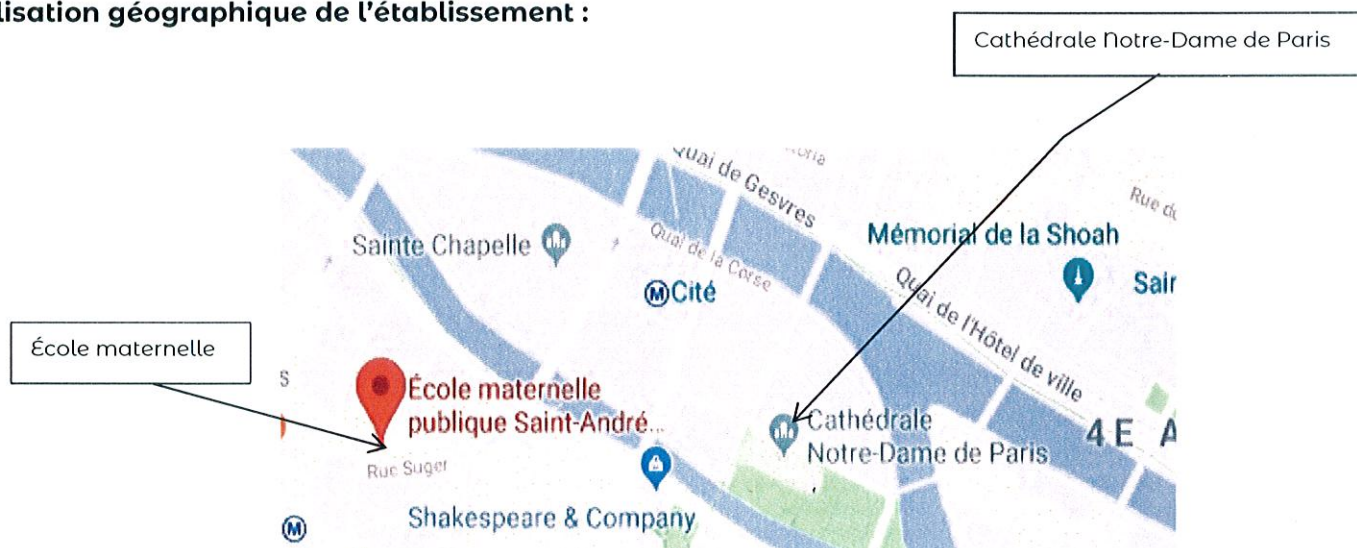 lisation géographique de l'établissement :
Cathédrale Notre-Dame de Paris
Quai de Gesvres
Rue du
Sainte Chapelle
Quai de la Corse
Mémorial de la Shoah
M Cité
Sair
Quai de l'Hôtel de ville
École maternelle
S
École maternelle
publique Saint-André...
Cathédrale
Notre-Dame de Paris
4E A
Rue Suger
Shakespeare & Company
M